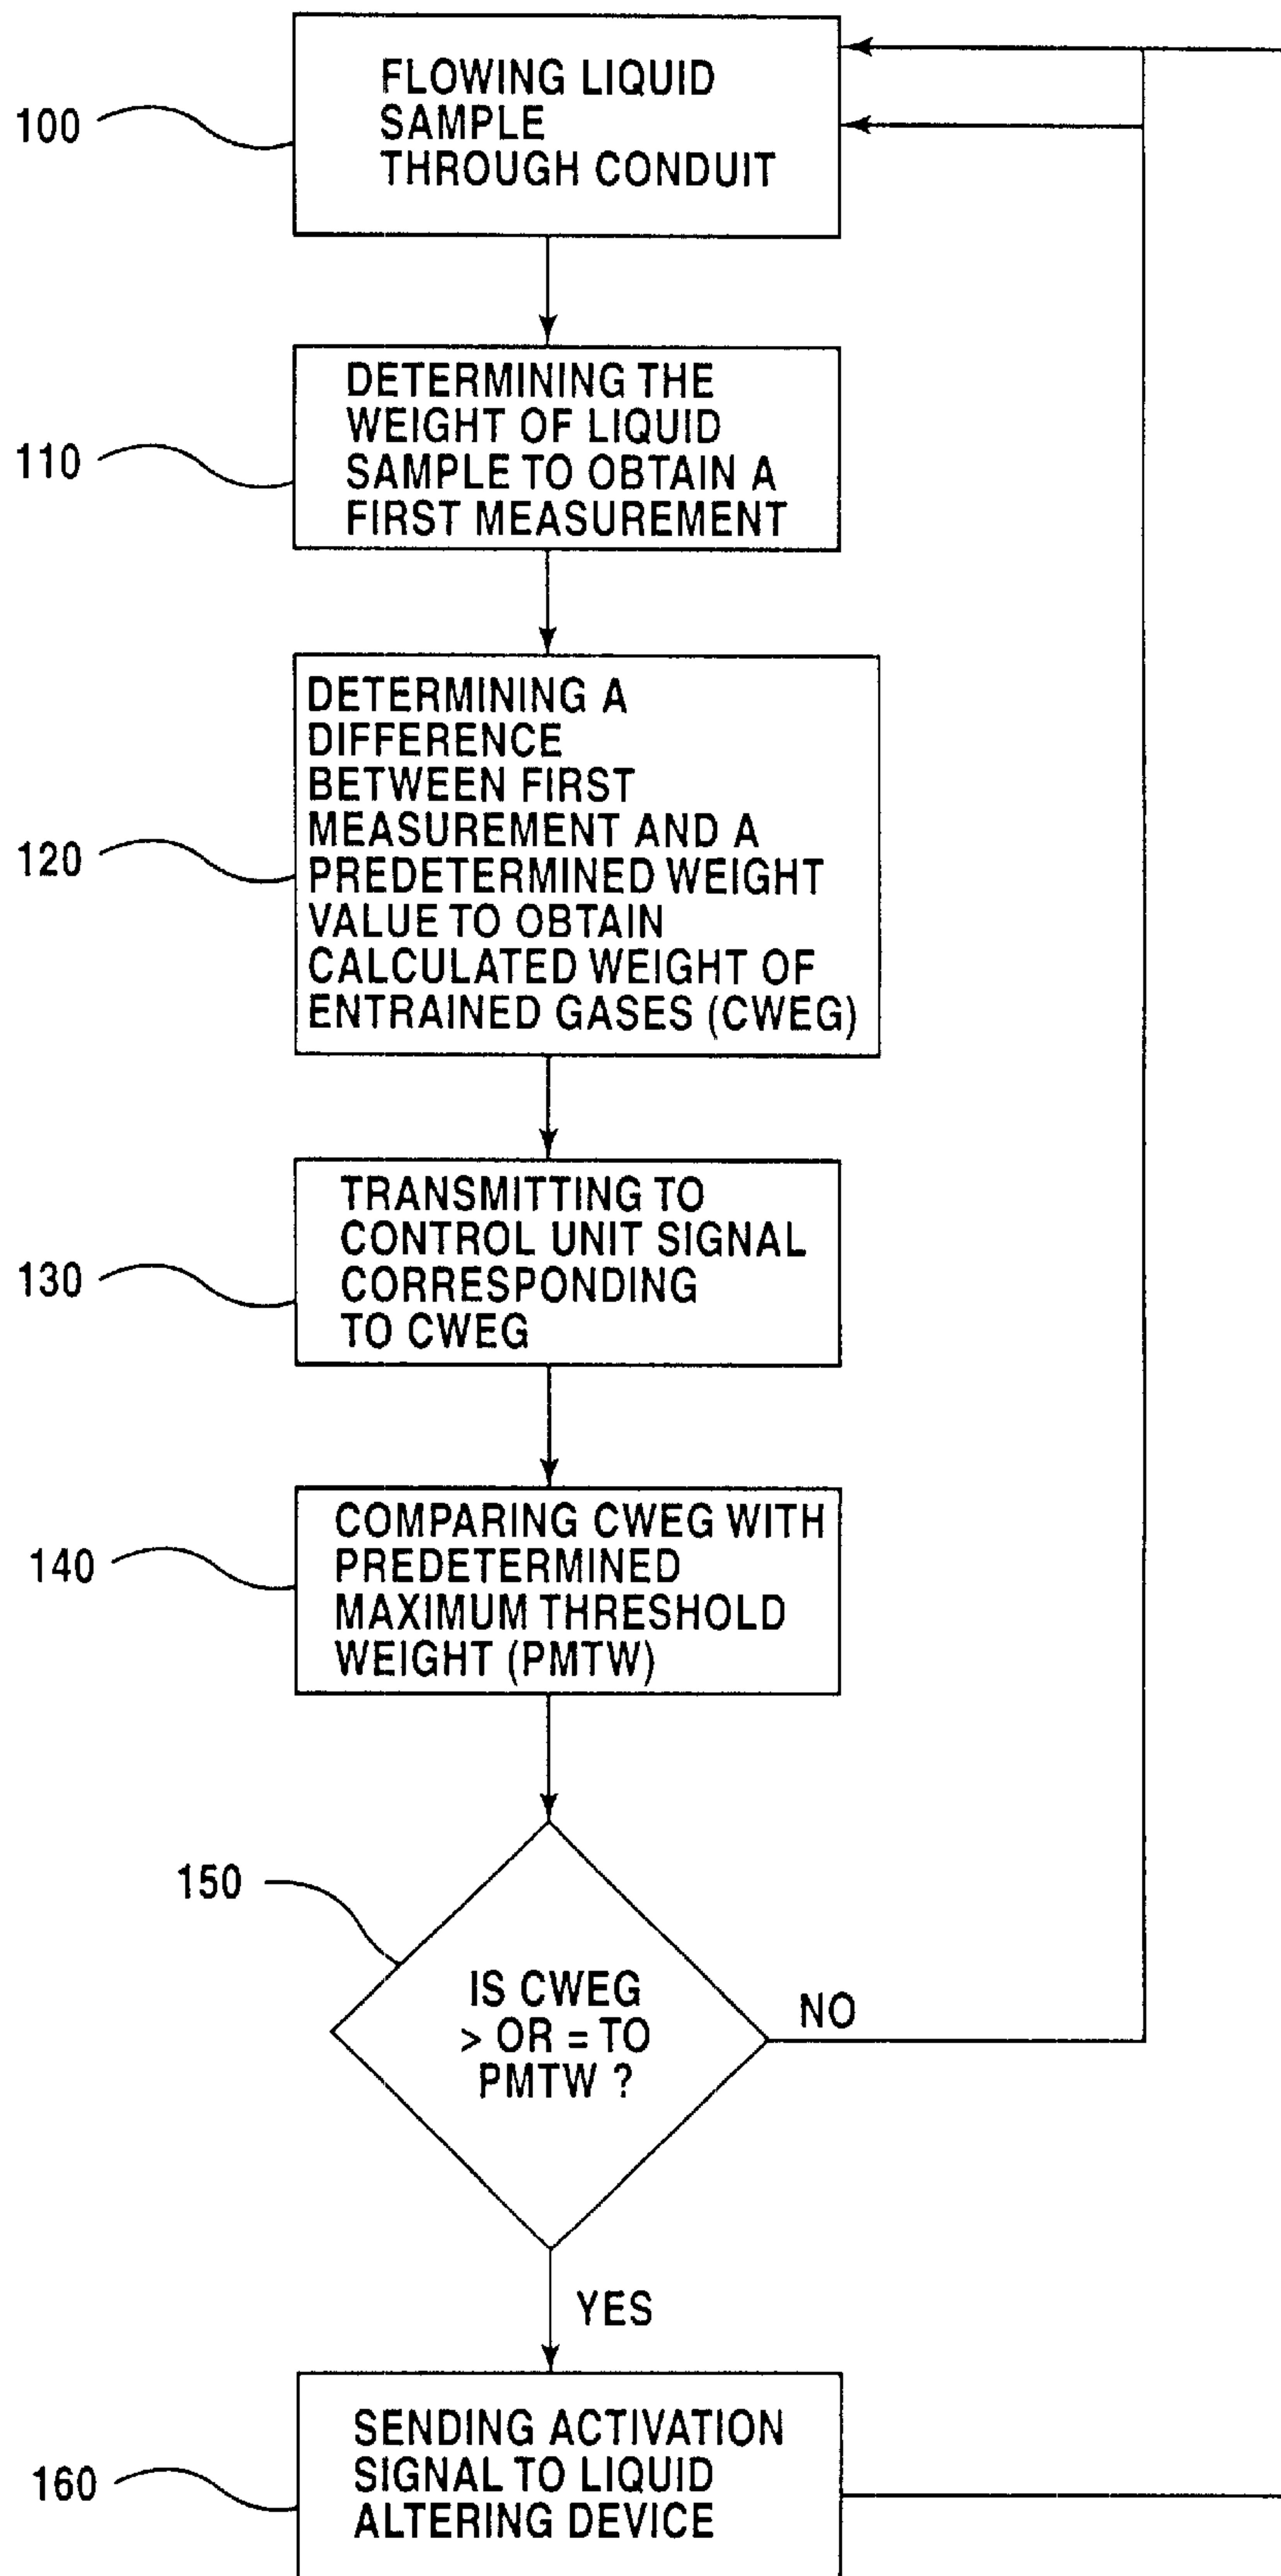 100
FLOWING LIQUID
SAMPLE
THROUGH CONDUIT
110
DETERMINING THE
WEIGHT OF LIQUID
SAMPLE TO OBTAIN A
FIRST MEASUREMENT
120
DETERMINING A
DIFFERENCE
BETWEEN FIRST
MEASUREMENT AND A
PREDETERMINED WEIGHT
VALUE TO OBTAIN
CALCULATED WEIGHT OF
ENTRAINED GASES (CWEG)
130
TRANSMITTING TO
CONTROL UNIT SIGNAL
CORRESPONDING
TO CWEG
140
COMPARING CWEG WITH
PREDETERMINED
MAXIMUM THRESHOLD
WEIGHT (PMTW)
150
IS CWEG
> OR = TO
PMTW ?
NO
YES
160
SENDING ACTIVATION
SIGNAL TO LIQUID
ALTERING DEVICE